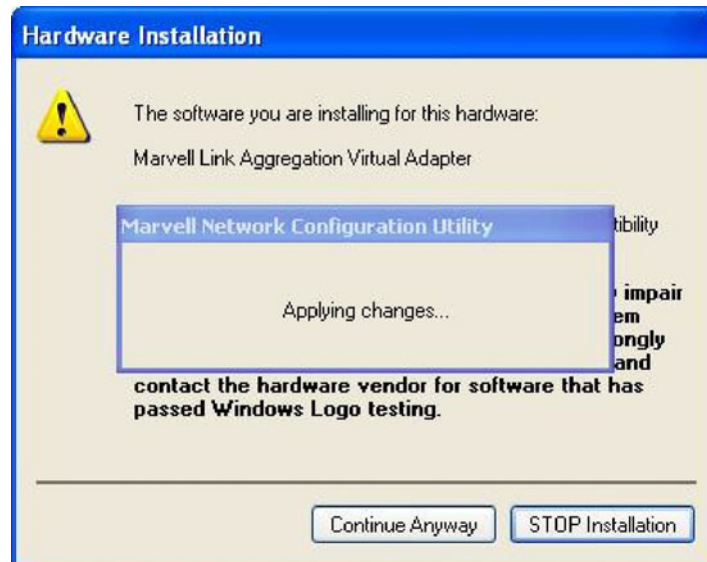 Hardware Installation
The software you are installing for this hardware:
Marvell Link Aggregation Virtual Adapter
Marvell Network Configuration Utility
tibility
Applying changes...
impair
em
ongly
and
contact the hardware vendor for software that has
passed Windows Logo testing.
Continue Anyway
STOP Installation